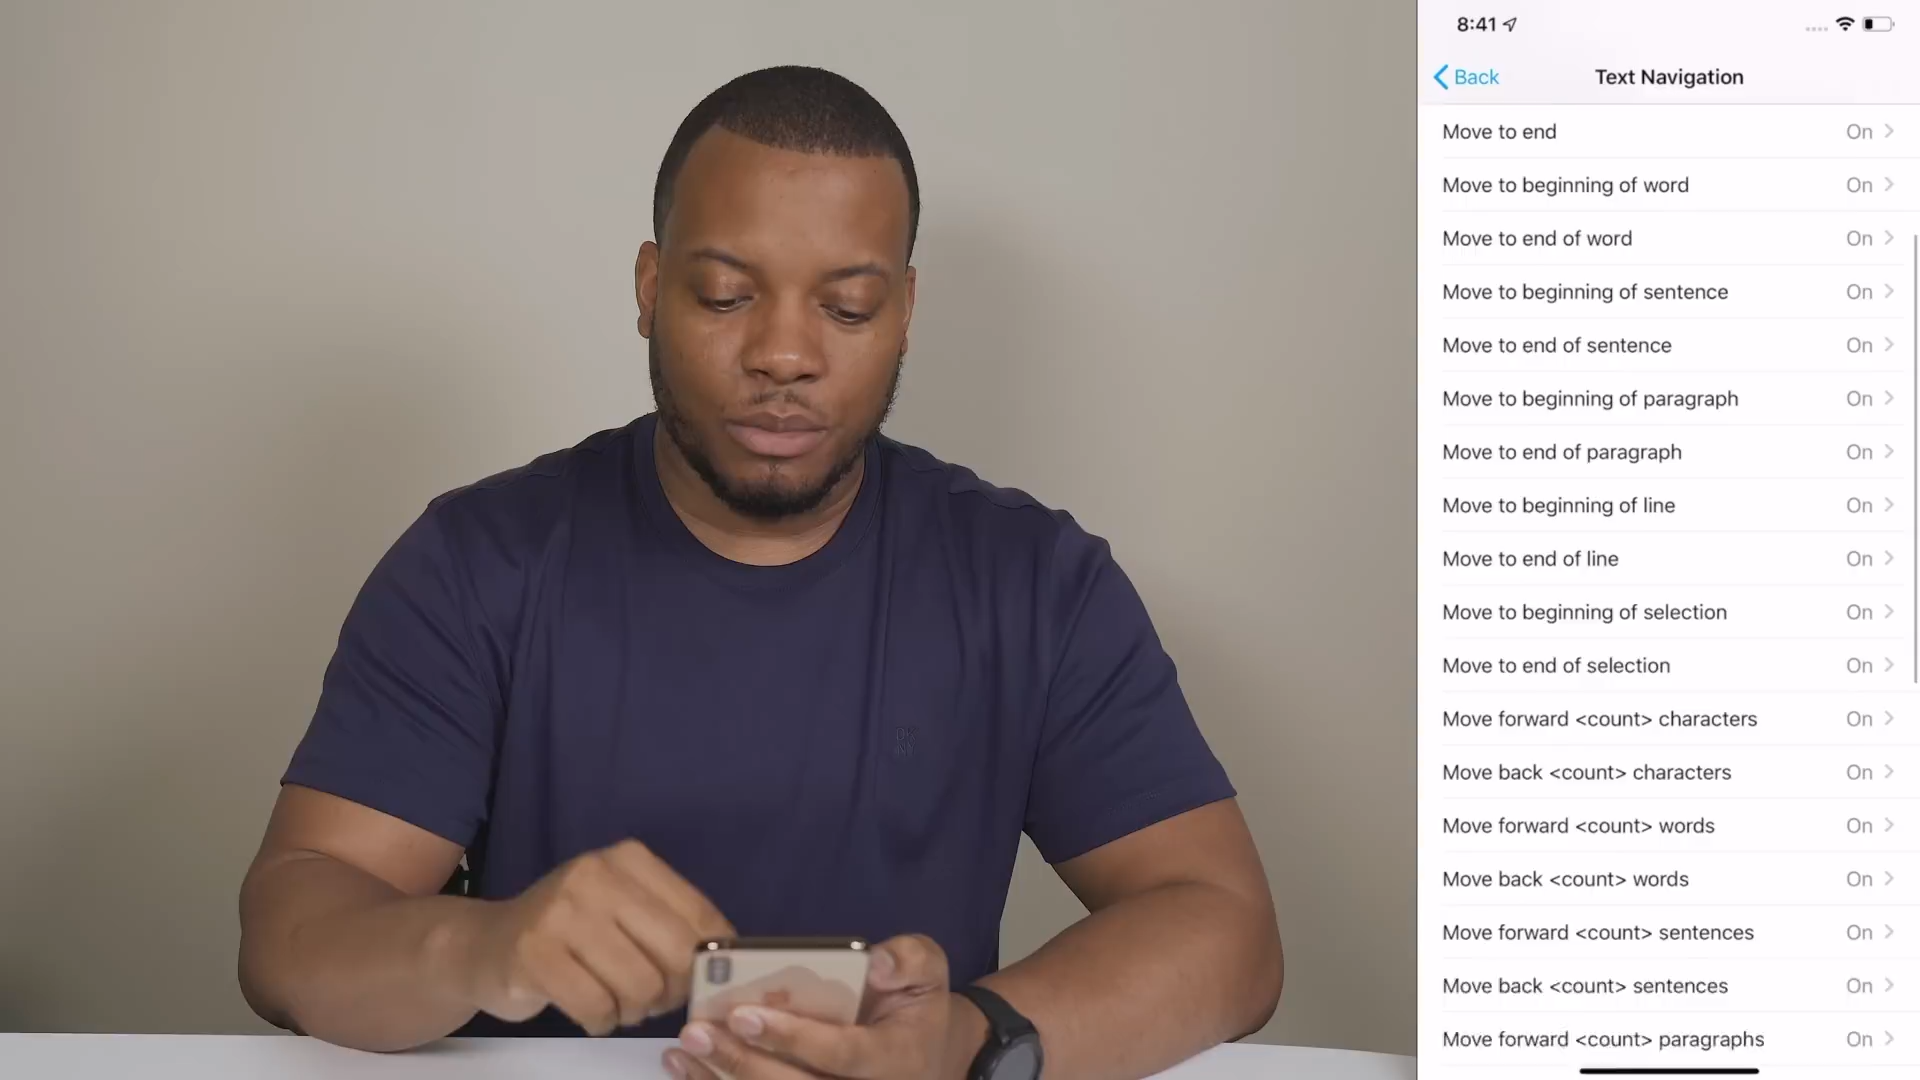 8:41
Back
Text Navigation
Move to end On
Move to beginning of word On
Move to end of word On
Move to beginning of sentence On
Move to end of sentence On
Move to beginning of paragraph On
Move to end of paragraph On
Move to beginning of line On
Move to end of line On
Move to beginning of selection On
Move to end of selection On
Move forward <count> characters On
Move back <count> characters On
Move forward <count> words On
Move back <count> words On
Move forward <count> sentences On
Move back <count> sentences On
Move forward <count> paragraphs On
DK
NY